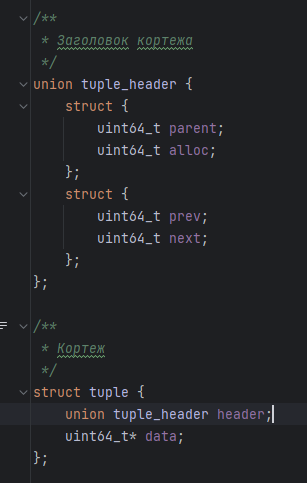 /**
 * Заголовок кортежа
 */
union tuple_header {
    struct {
        uint64_t parent;
        uint64_t alloc;
    };
    struct {
        uint64_t prev;
        uint64_t next;
    };
};
/**
 * Кортеж
 */
struct tuple {
    union tuple_header header;
    uint64_t* data;
};